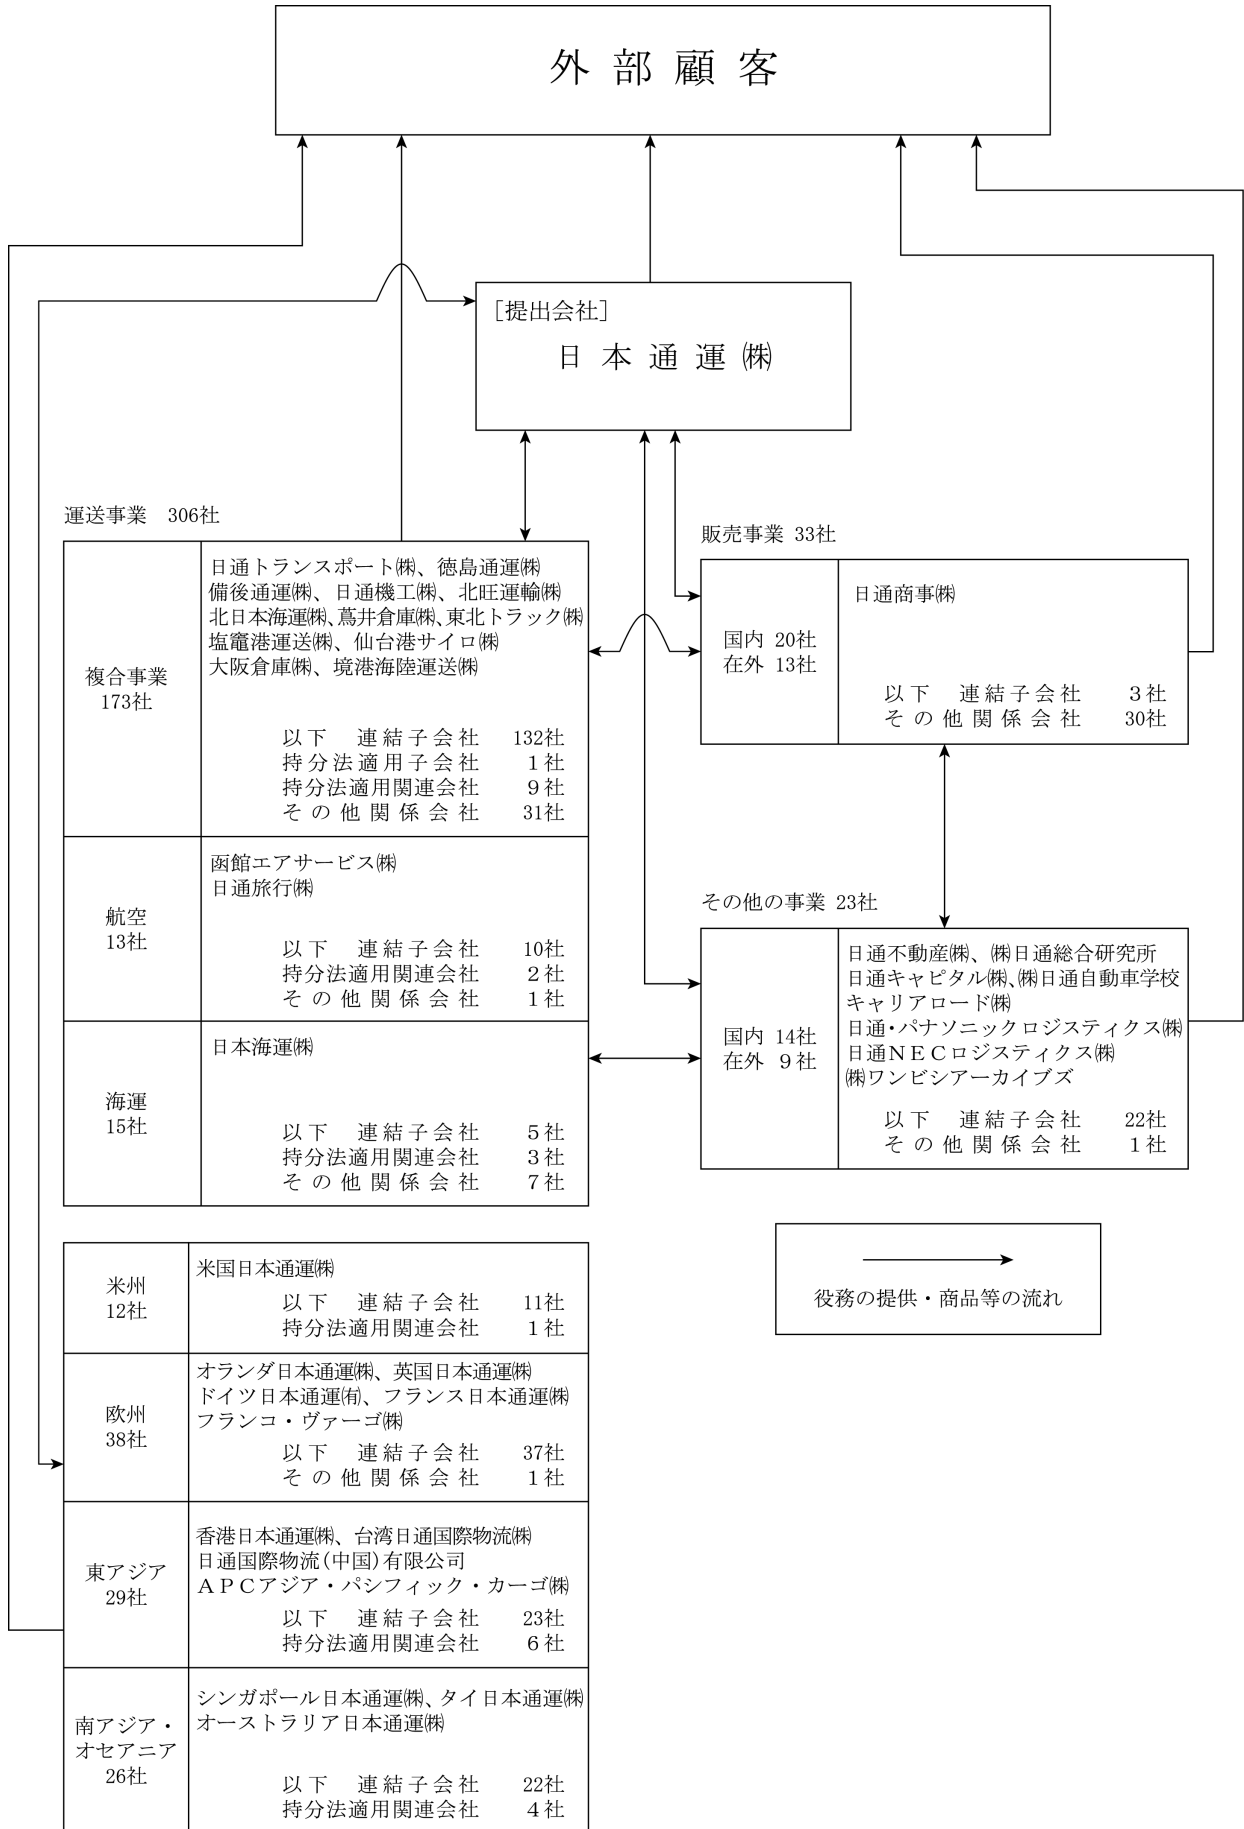 外部顧客
［提出会社］
日本通運㈱
運送事業　306社
複合事業
173社
日通トランスポート㈱、徳島通運㈱
備後通運㈱、日通機工㈱、北旺運輸㈱
北日本海運㈱、蔦井倉庫㈱、東北トラック㈱
塩竈港運送㈱、仙台港サイロ㈱
大阪倉庫㈱、境港海陸運送㈱
以下　連結子会社　132社
持分法適用子会社　1社
持分法適用関連会社　9社
その他関係会社　31社
航空
13社
函館エアサービス㈱
日通旅行㈱
以下　連結子会社　10社
持分法適用関連会社　2社
その他関係会社　1社
海運
15社
日本海運㈱
以下　連結子会社　5社
持分法適用関連会社　3社
その他関係会社　7社
販売事業 33社
国内 20社
在外 13社
日通商事㈱
以下　連結子会社　3社
その他関係会社　30社
その他の事業 23社
国内 14社
在外 9社
日通不動産㈱、㈱日通総合研究所
日通キャピタル㈱、㈱日通自動車学校
キャリアロード㈱
日通・パナソニックロジスティクス㈱
日通ＮＥＣロジスティクス㈱
㈱ワンビシアーカイブズ
以下　連結子会社　22社
その他関係会社　1社
役務の提供・商品等の流れ
米州
12社
米国日本通運㈱
以下　連結子会社　11社
持分法適用関連会社　1社
欧州
38社
オランダ日本通運㈱、英国日本通運㈱
ドイツ日本通運㈲、フランス日本通運㈱
フランコ・ヴァーゴ㈱
以下　連結子会社　37社
その他関係会社　1社
東アジア
29社
香港日本通運㈱、台湾日通国際物流㈱
日通国際物流(中国)有限公司
ＡＰＣアジア・パシフィック・カーゴ㈱
以下　連結子会社　23社
持分法適用関連会社　6社
南アジア・
オセアニア
26社
シンガポール日本通運㈱、タイ日本通運㈱
オーストラリア日本通運㈱
以下　連結子会社　22社
持分法適用関連会社　4社